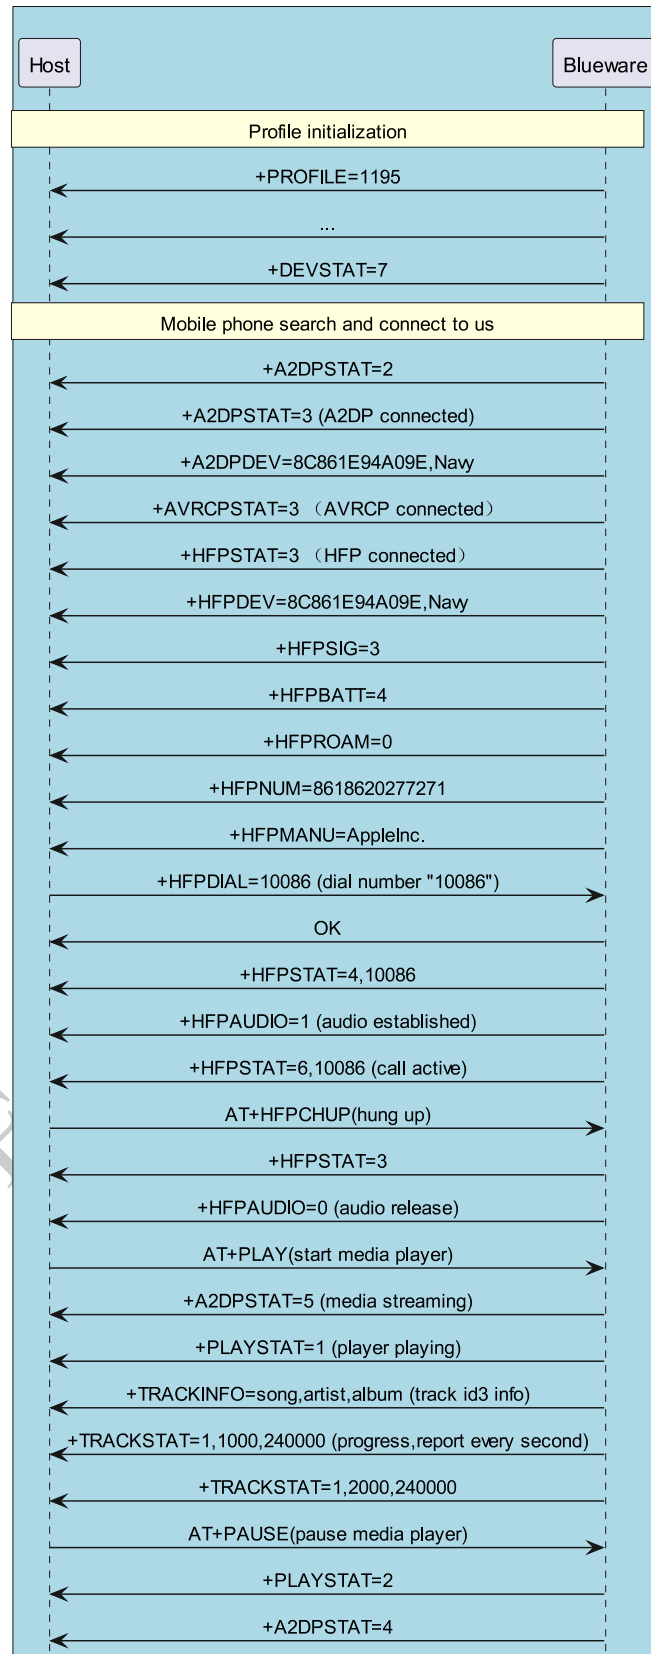 Host
Blueware
Profile initialization
+PROFILE=1195
...
+DEVSTAT=7
Mobile phone search and connect to us
+A2DPSTAT=2
+A2DPSTAT=3 (A2DP connected)
+A2DPDEV=8C861E94A09E,Navy
+AVRCPSTAT=3 （AVRCP connected）
+HFPSTAT=3 （HFP connected）
+HFPDEV=8C861E94A09E,Navy
+HFPSIG=3
+HFPBATT=4
+HFPROAM=0
+HFPNUM=8618620277271
+HFPMANU=AppleInc.
+HFPDIAL=10086 (dial number "10086")
OK
+HFPSTAT=4,10086
+HFPAUDIO=1 (audio established)
+HFPSTAT=6,10086 (call active)
AT+HFPCHUP(hung up)
+HFPSTAT=3
+HFPAUDIO=0 (audio release)
AT+PLAY(start media player)
+A2DPSTAT=5 (media streaming)
+PLAYSTAT=1 (player playing)
+TRACKINFO=song,artist,album (track id3 info)
+TRACKSTAT=1,1000,240000 (progress,report every second)
+TRACKSTAT=1,2000,240000
AT+PAUSE(pause media player)
+PLAYSTAT=2
+A2DPSTAT=4